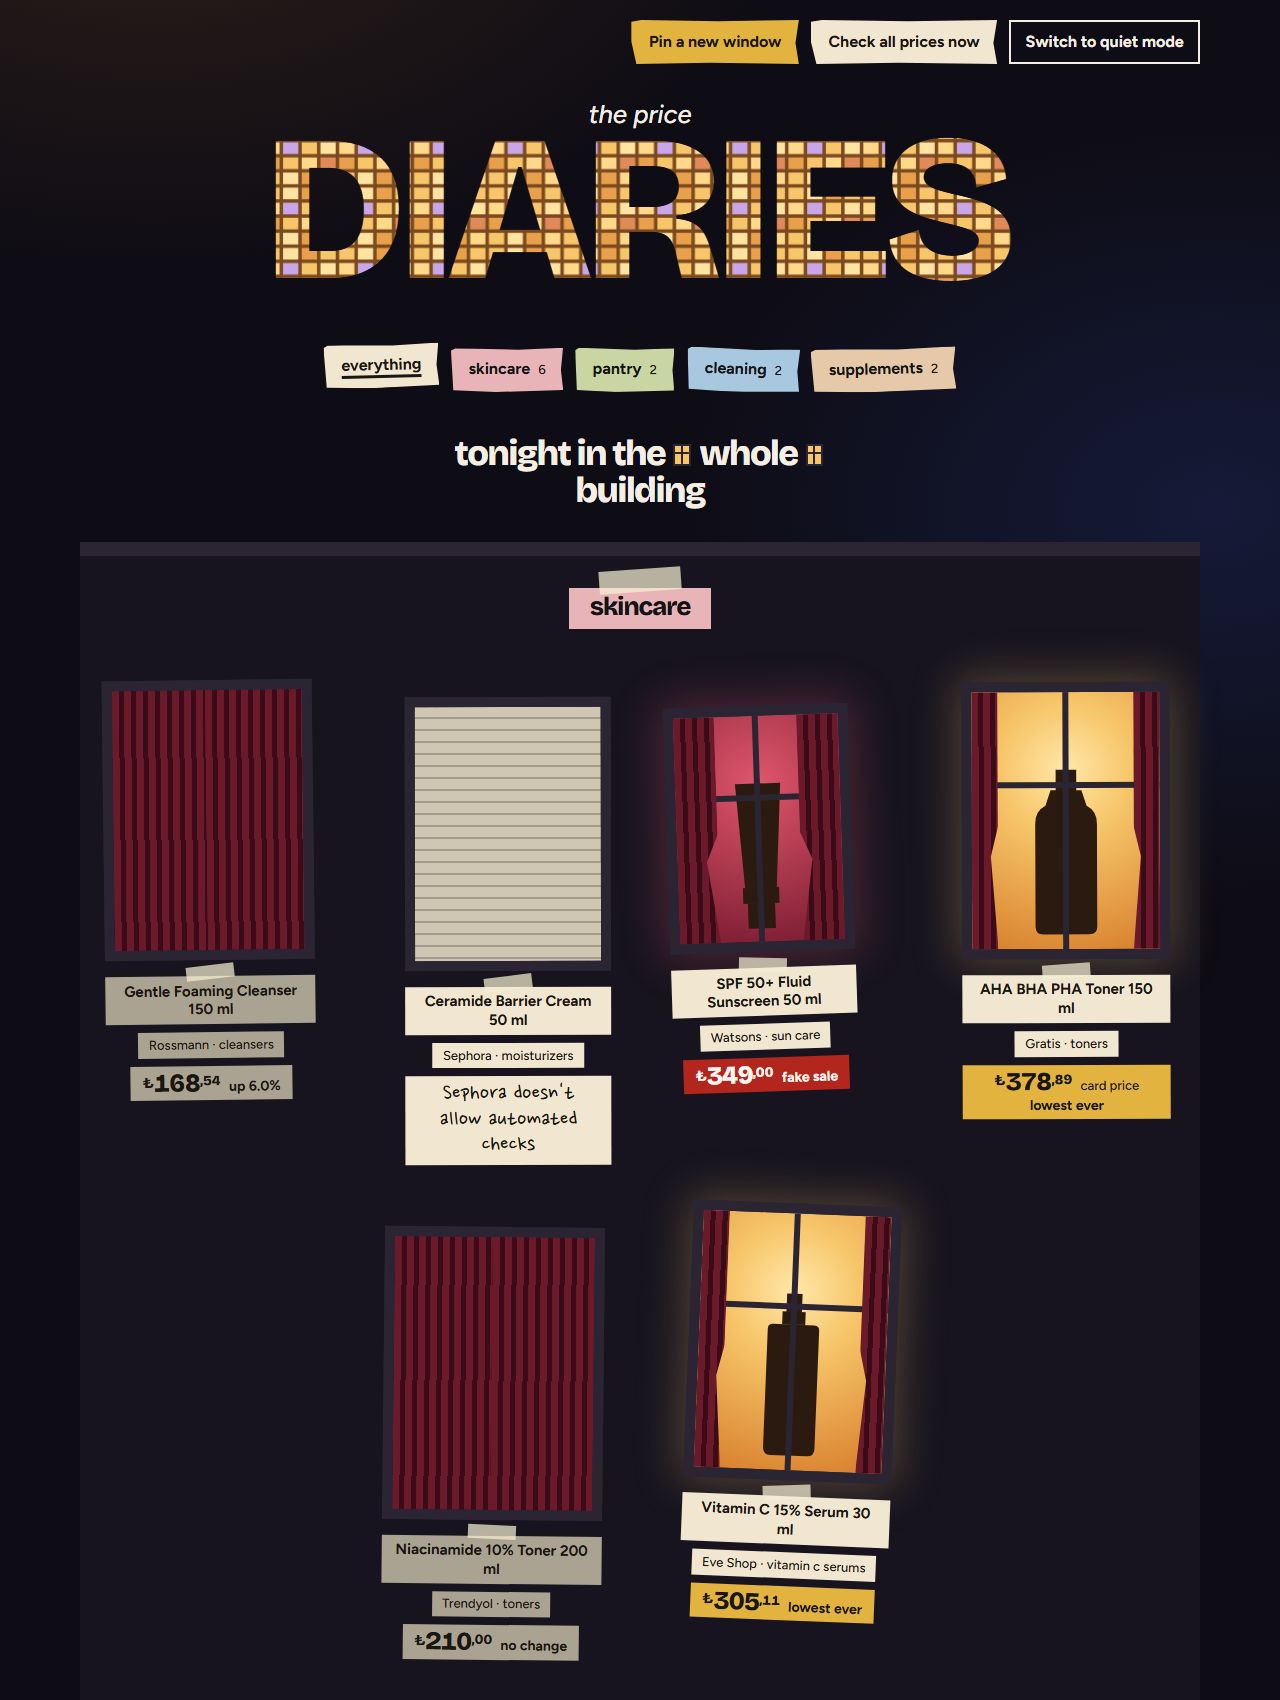 Pin a new window
Check all prices now
Switch to quiet mode
the price
DIARIES
everything
skincare 6
pantry 2
cleaning 2
supplements 2
tonight in the whole
building
skincare
Gentle Foaming Cleanser
150 ml
Rossmann · cleansers
₺168,54 up 6.0%
Ceramide Barrier Cream
50 ml
Sephora · moisturizers
Sephora doesn't
allow automated
checks
SPF 50+ Fluid
Sunscreen 50 ml
Watsons · sun care
₺349,00 fake sale
AHA BHA PHA Toner 150
ml
Gratis · toners
₺378,89 card price
lowest ever
Niacinamide 10% Toner 200
ml
Trendyol · toners
₺210,00 no change
Vitamin C 15% Serum 30
ml
Eve Shop · vitamin c serums
₺305,11 lowest ever